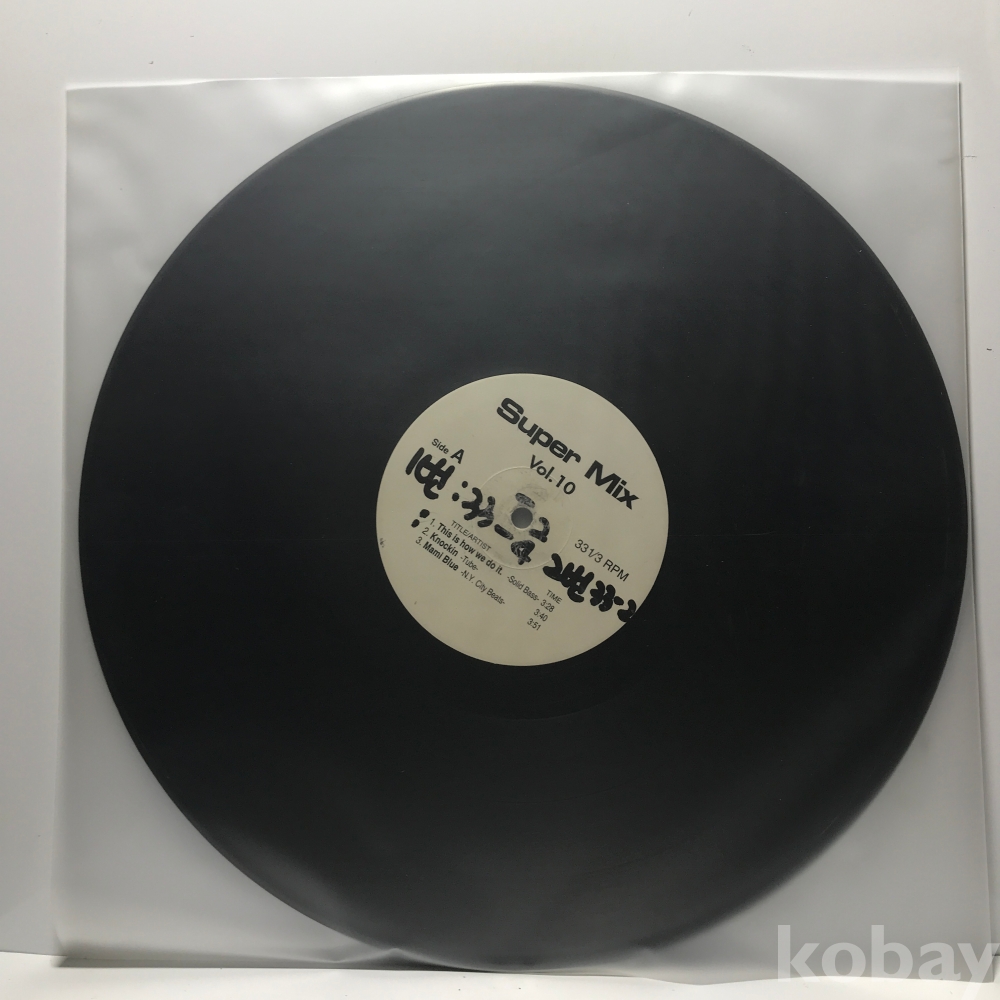 Super Mix
Vol. 10
Side A
33 1/3 RPM
TITLE/ARTIST TIME
1. This is how we do it. -Solid Bass- 3:28
2. Knockin -Tube- 3:40
3. Mami Blue -N.Y. City Beats- 3:51
kobay